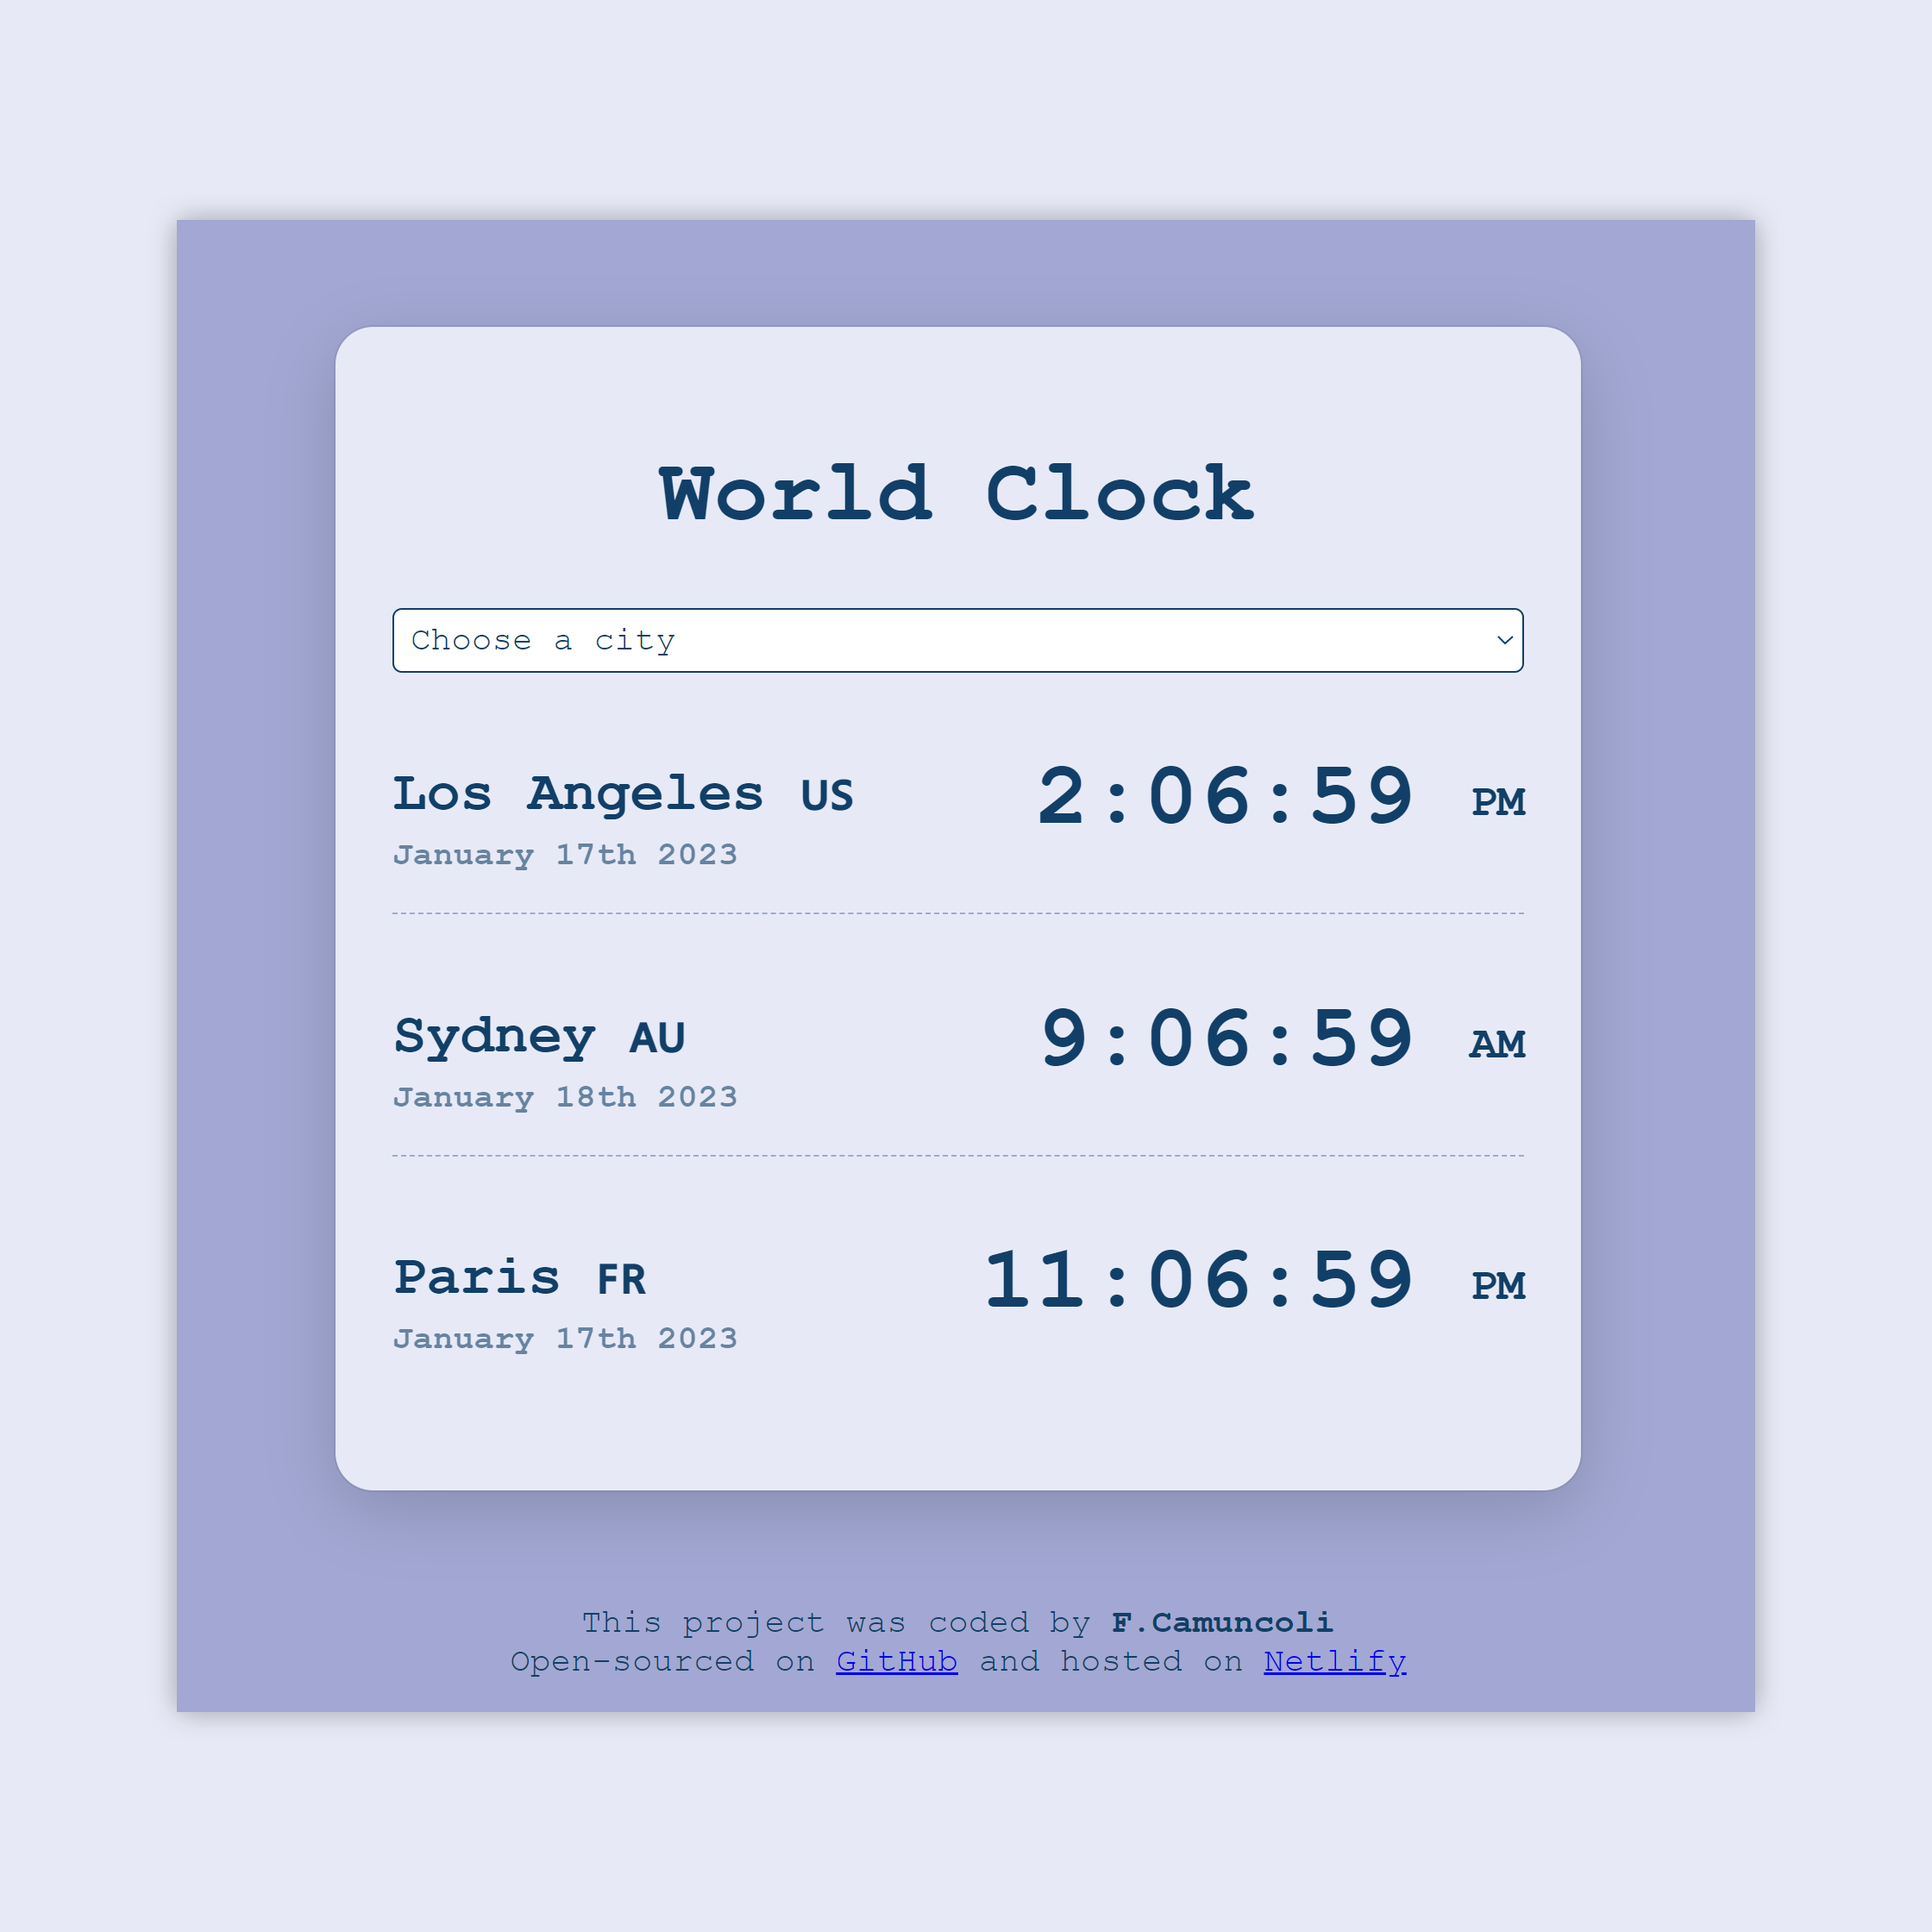 World Clock
Choose a city
Los Angeles US 2:06:59 PM
January 17th 2023
Sydney AU 9:06:59 AM
January 18th 2023
Paris FR 11:06:59 PM
January 17th 2023
This project was coded by F.Camuncoli
Open-sourced on GitHub and hosted on Netlify